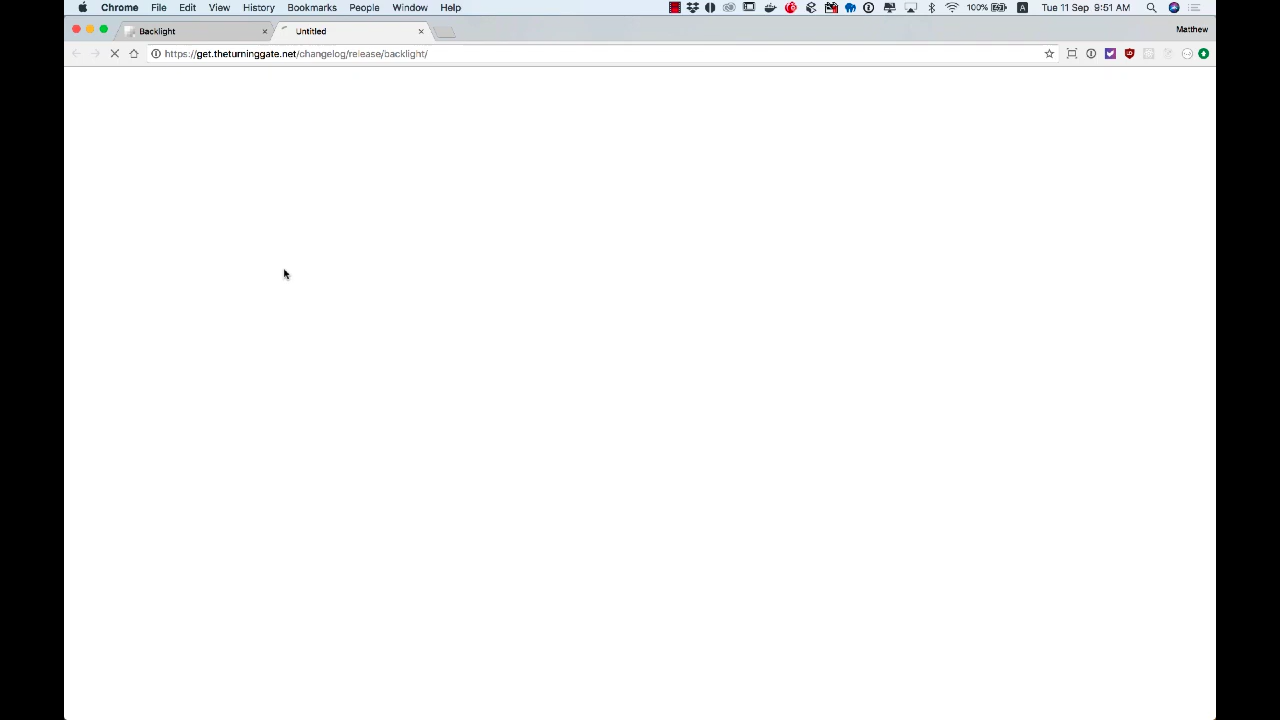 Chrome File Edit View History Bookmarks People Window Help 100% A Tue 11 Sep 9:51 AM
Backlight Untitled Matthew
https://get.theturninggate.net/changelog/release/backlight/